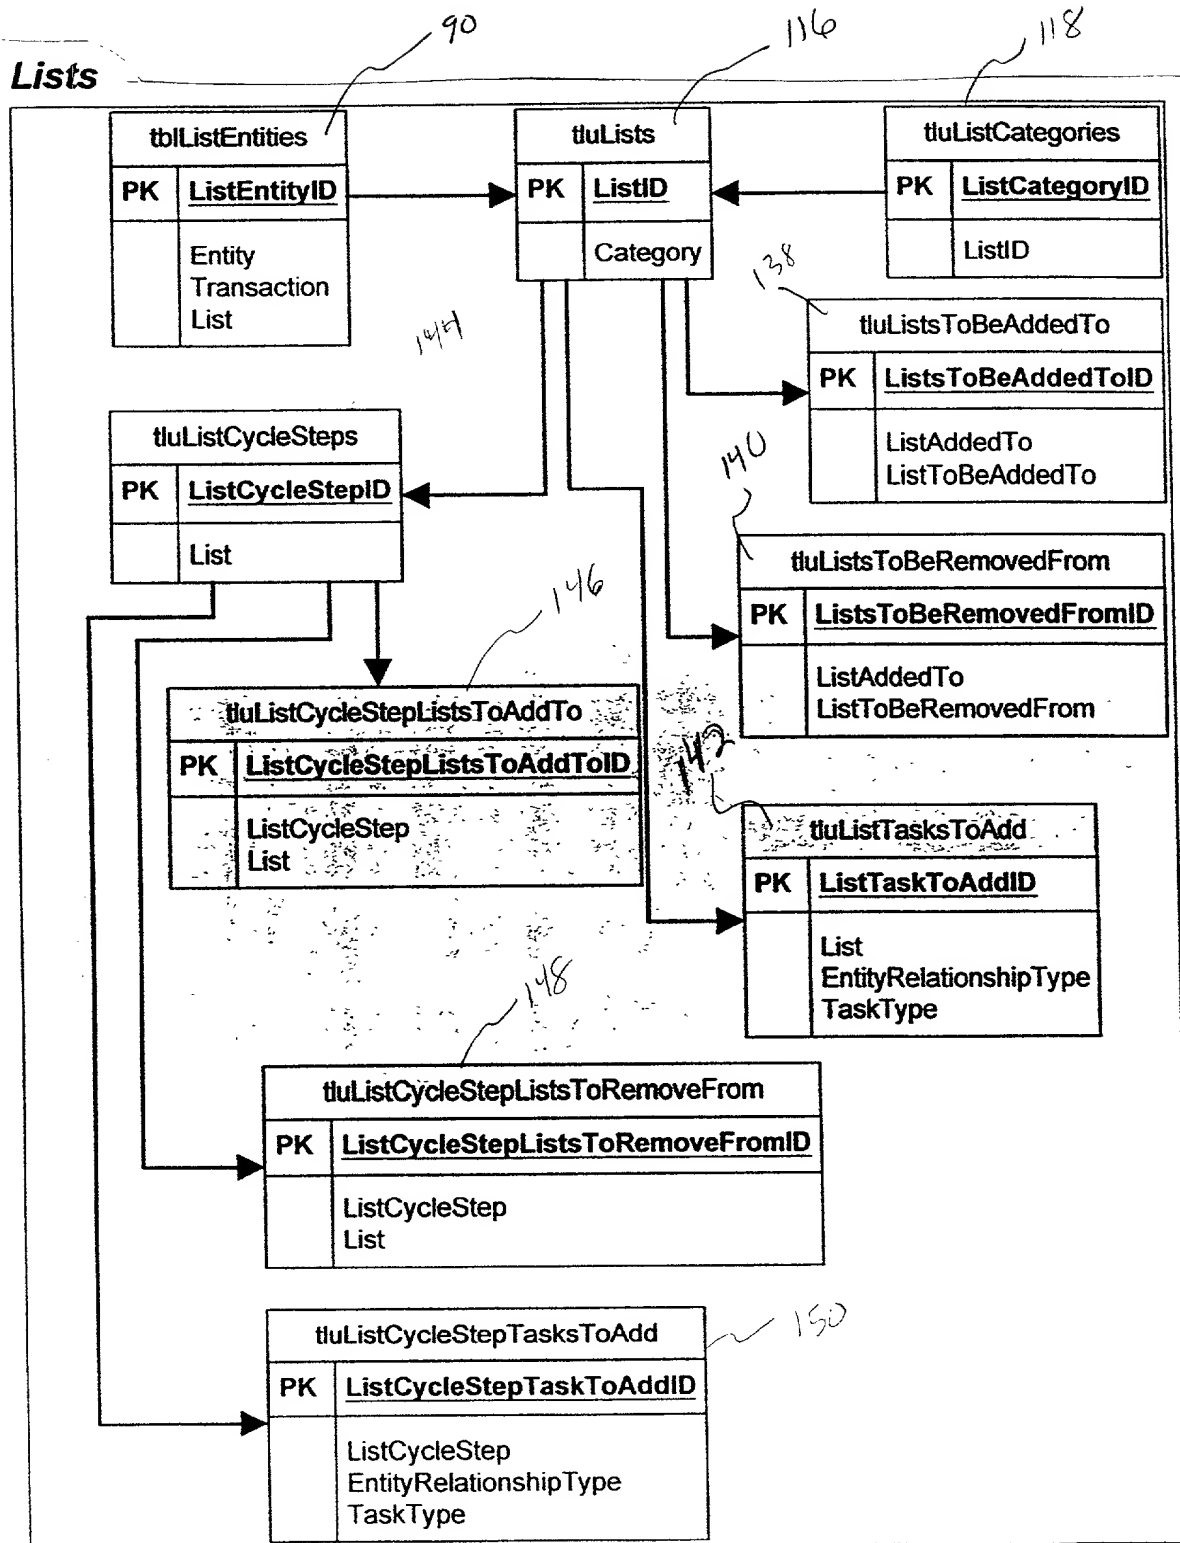 90
116
118
Lists
tblListEntities
PK ListEntityID
Entity
Transaction
List
tluLists
PK ListID
Category
tluListCategories
PK ListCategoryID
ListID
138
tluListsToBeAddedTo
PK ListsToBeAddedToID
ListAddedTo
ListToBeAddedTo
144
tluListCycleSteps
PK ListCycleStepID
List
140
tluListsToBeRemovedFrom
PK ListsToBeRemovedFromID
ListAddedTo
ListToBeRemovedFrom
146
tluListCycleStepListsToAddTo
PK ListCycleStepListsToAddToID
ListCycleStep
List
142
tluListTasksToAdd
PK ListTaskToAddID
List
EntityRelationshipType
TaskType
148
tluListCycleStepListsToRemoveFrom
PK ListCycleStepListsToRemoveFromID
ListCycleStep
List
150
tluListCycleStepTasksToAdd
PK ListCycleStepTaskToAddID
ListCycleStep
EntityRelationshipType
TaskType